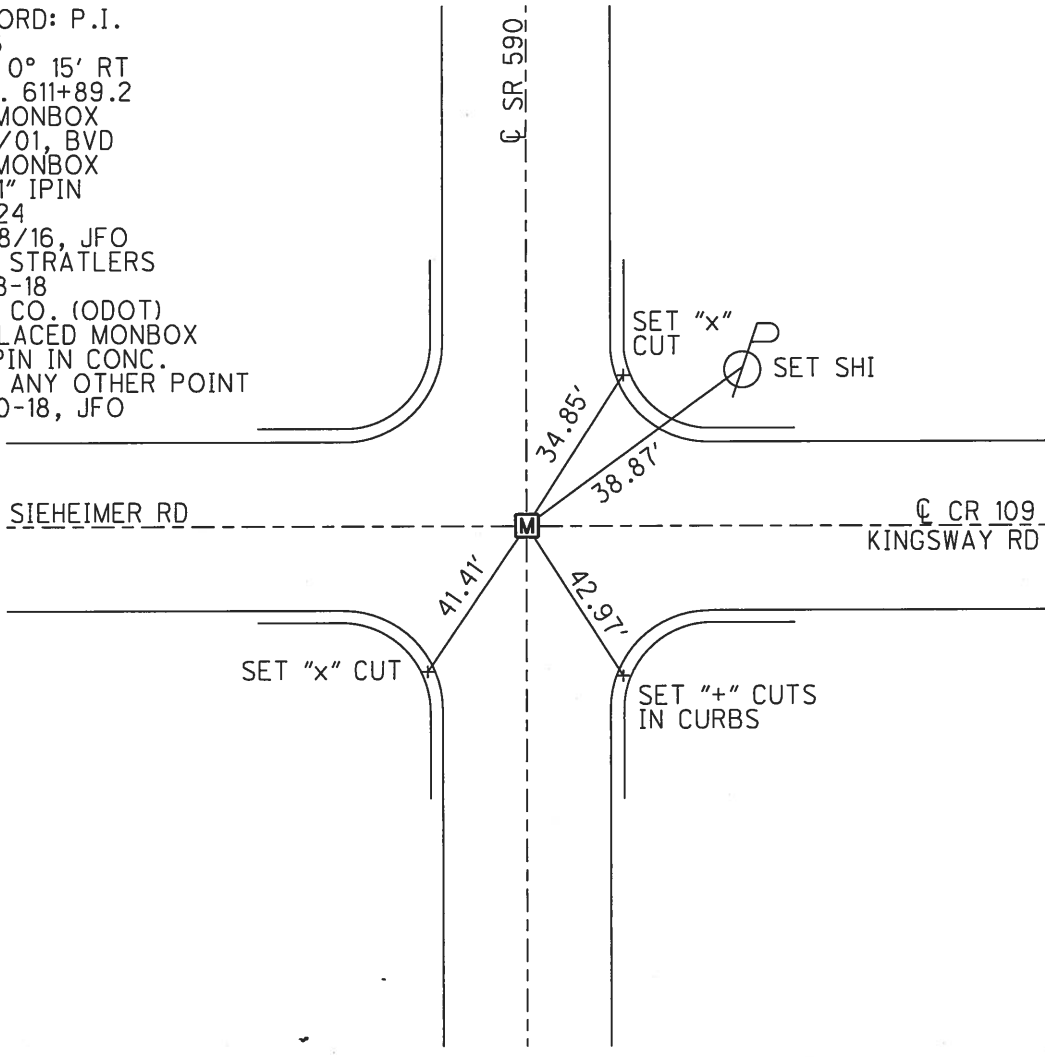 ORD: P.I.
0° 15' RT
. 611+89.2
MONBOX
/01, BVD
MONBOX
1" IPIN
24
8/16, JFO
STRATLERS
3-18
CO. (ODOT)
LACED MONBOX
PIN IN CONC.
ANY OTHER POINT
0-18, JFO
℄ SR 590
SET "x"
CUT
SET SHI
34.85'
38.87'
SIEHEIMER RD
M
℄ CR 109
KINGSWAY RD
41.41'
42.97'
SET "x" CUT
SET "+" CUTS
IN CURBS